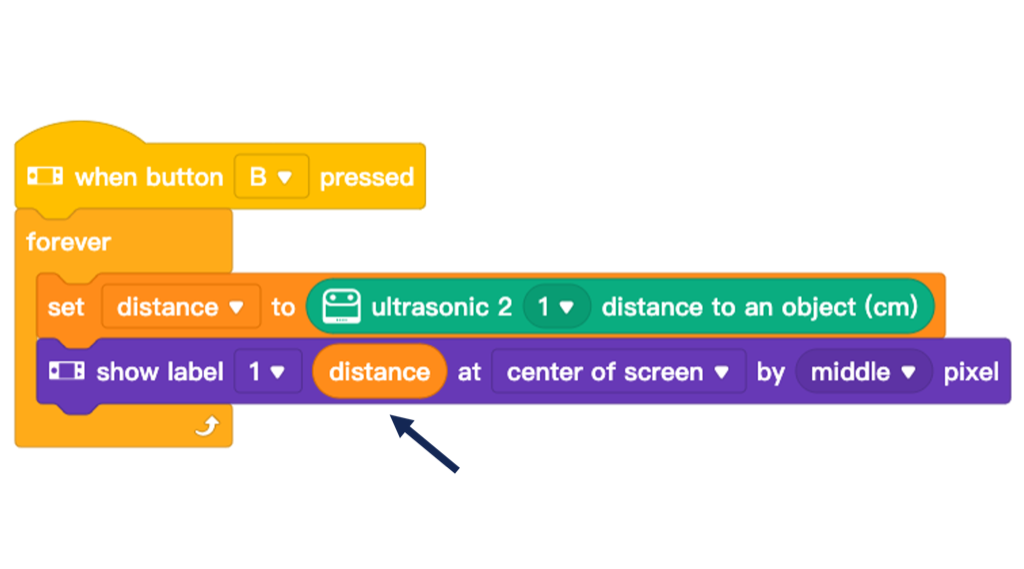 when button B pressed
forever
set distance to ultrasonic 2 1 distance to an object (cm)
show label 1 distance at center of screen by middle pixel